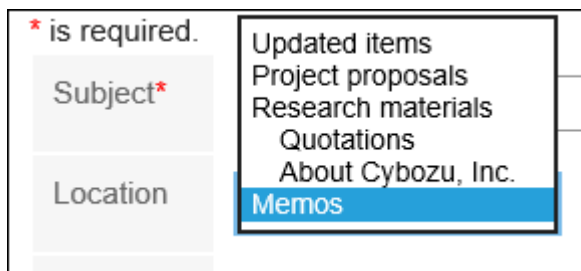 * is required.
Subject*
Location
Updated items
Project proposals
Research materials
Quotations
About Cybozu, Inc.
Memos